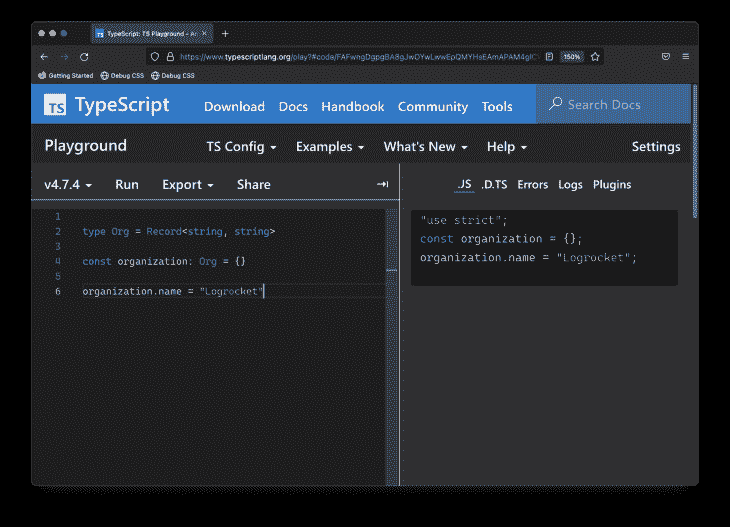 TS TypeScript: TS Playground - An
https://www.typescriptlang.org/play?#code/
150%
Getting Started Debug CSS Debug CSS
TS TypeScript Download Docs Handbook Community Tools Search Docs
Playground TS Config Examples What's New Help Settings
v4.7.4 Run Export Share
.JS .D.TS Errors Logs Plugins
1
2 type Org = Record<string, string>
3
4 const organization: Org = {}
5
6 organization.name = "Logrocket"
"use strict";
const organization = {};
organization.name = "Logrocket";